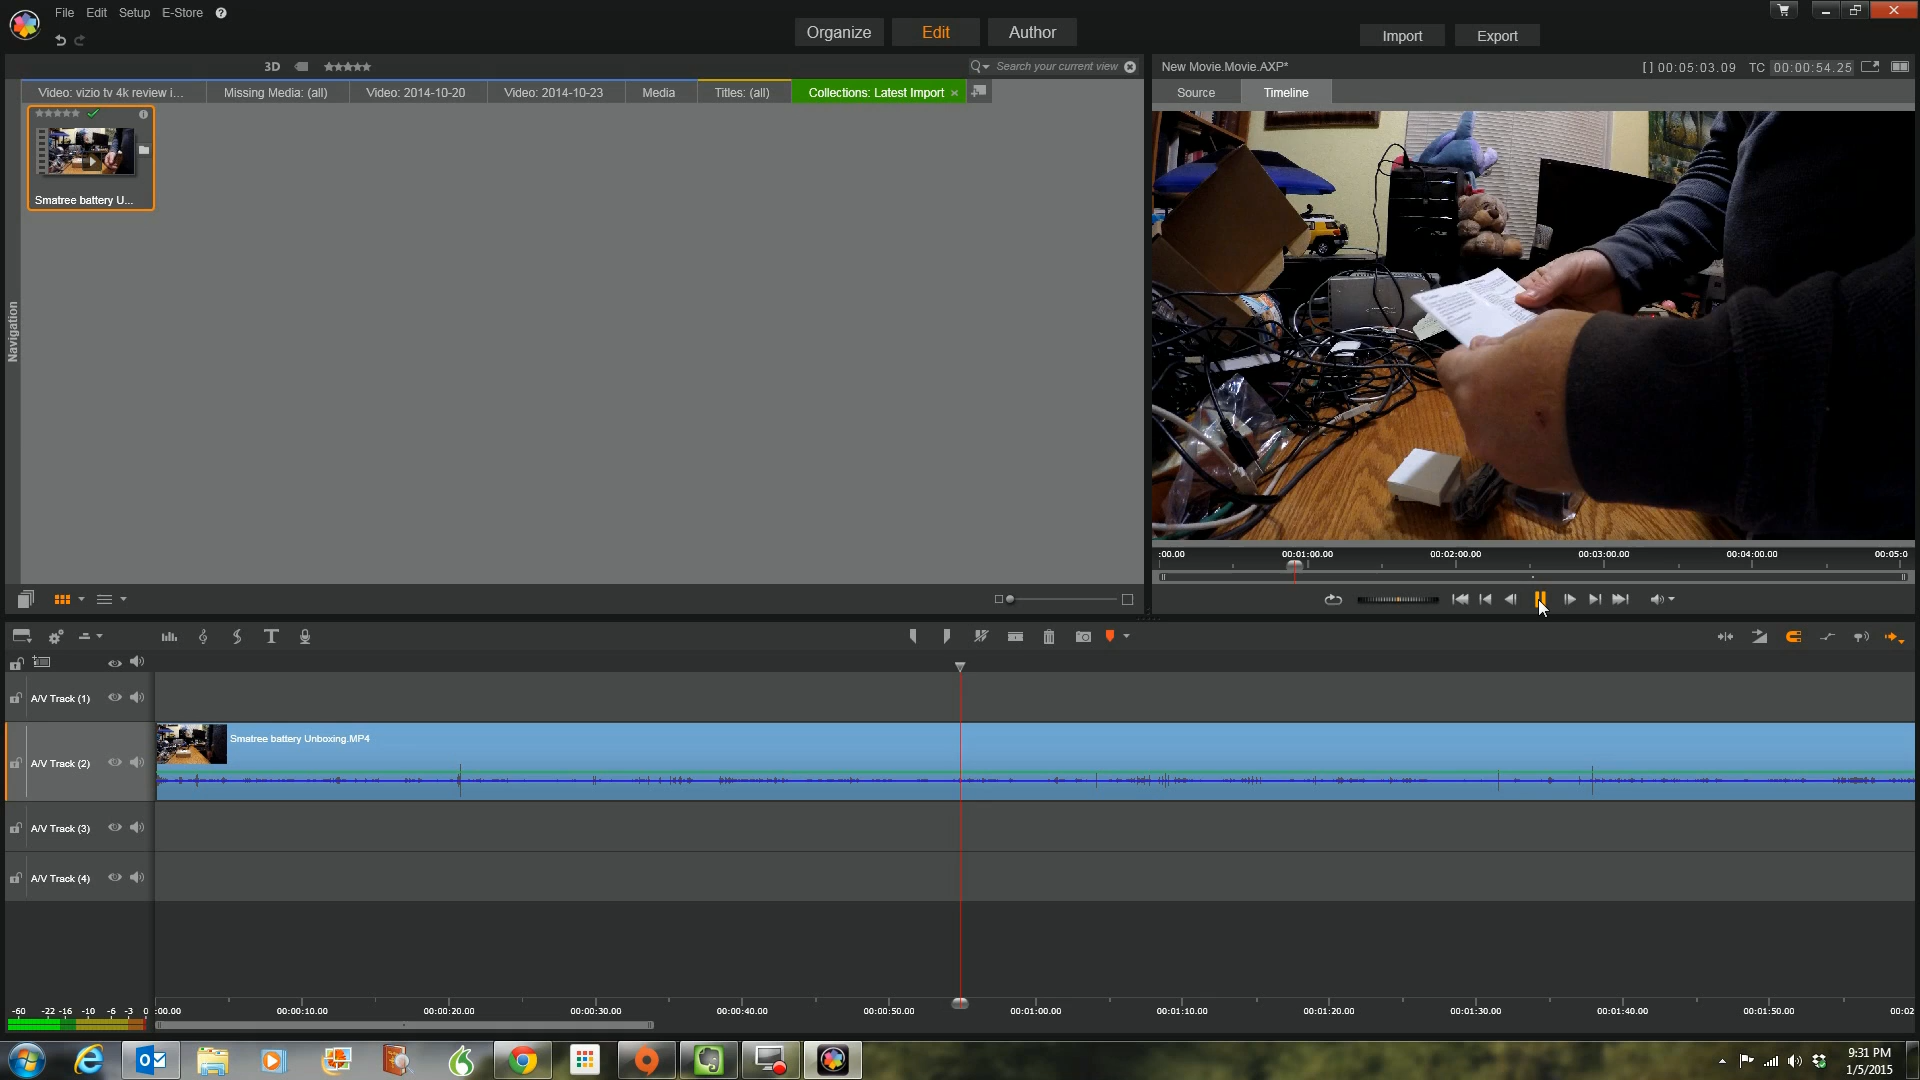 File Edit Setup E-Store ?
Organize Edit Author
Import Export
3D
Search your current view
New Movie.Movie.AXP*
[ ] 00:05:03.09 TC 00:00:54.25
Video: vizio tv 4k review i...
Missing Media: (all)
Video: 2014-10-20
Video: 2014-10-23
Media
Titles: (all)
Collections: Latest Import
Source Timeline
Smatree battery U...
Navigation
:00.00 00:01:00.00 00:02:00.00 00:03:00.00 00:04:00.00 00:05:0
A/V Track (1)
Smatree battery Unboxing.MP4
A/V Track (2)
A/V Track (3)
A/V Track (4)
-60 -22 -16 -10 -6 -3 0
:00.00 00:00:10.00 00:00:20.00 00:00:30.00 00:00:40.00 00:00:50.00 00:01:00.00 00:01:10.00 00:01:20.00 00:01:30.00 00:01:40.00 00:01:50.00 00:02
9:31 PM
1/5/2015